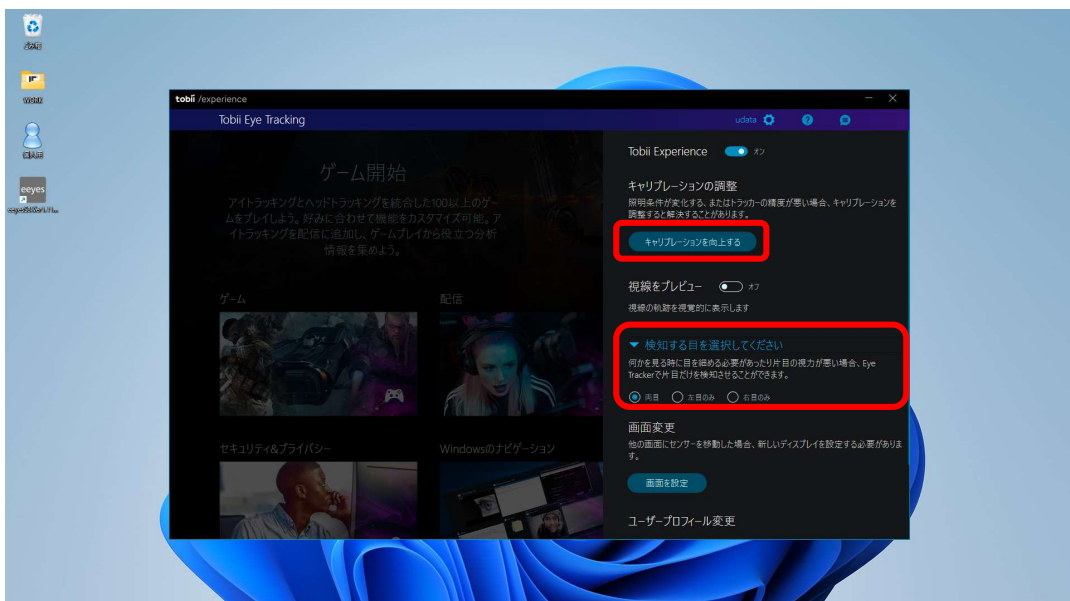 ごみ箱
WORK
eeyes
tobii /experience
Tobii Eye Tracking
udata
Tobii Experience
オン
ゲーム開始
アイトラッキングとヘッドトラッキングを統合した100以上のゲー
ムをプレイしよう。好みに合わせて機能をカスタマイズ可能。ア
イトラッキングを配信に追加し、ゲームプレイから役立つ分析
情報を集めよう。
キャリブレーションの調整
照明条件が変化する、またはトラッカーの精度が悪い場合、キャリブレーションを
調整すると解決することがあります。
キャリブレーションを向上する
視線をプレビュー
オフ
視線の軌跡を視覚的に表示します
ゲーム
配信
検知する目を選択してください
何かを見る時に目を細める必要があったり片目の視力が悪い場合、Eye
Trackerで片目だけを検知させることができます。
両目 左目のみ 右目のみ
画面変更
他の画面にセンサーを移動した場合、新しいディスプレイを設定する必要がありま
す。
画面を設定
セキュリティ&プライバシー
Windowsのナビゲーション
ユーザープロフィール変更